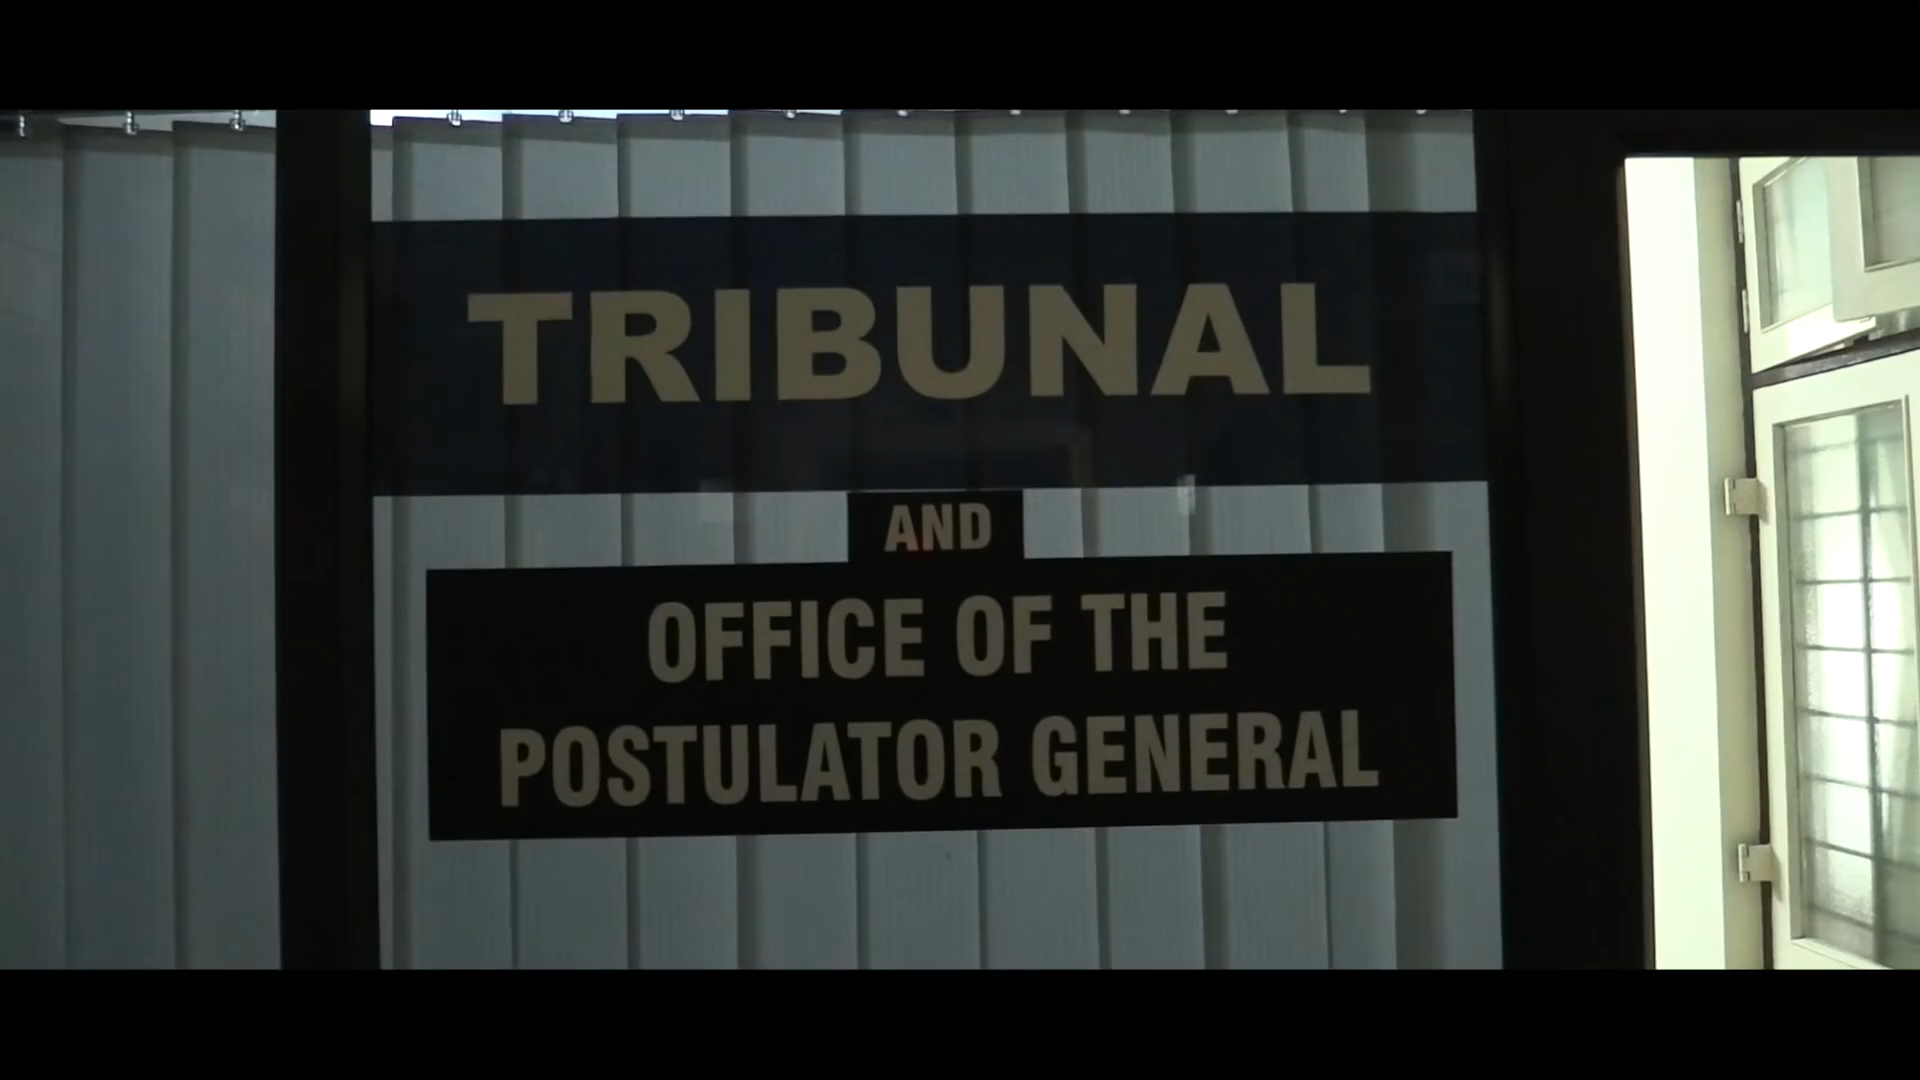 TRIBUNAL
AND
OFFICE OF THE
POSTULATOR GENERAL